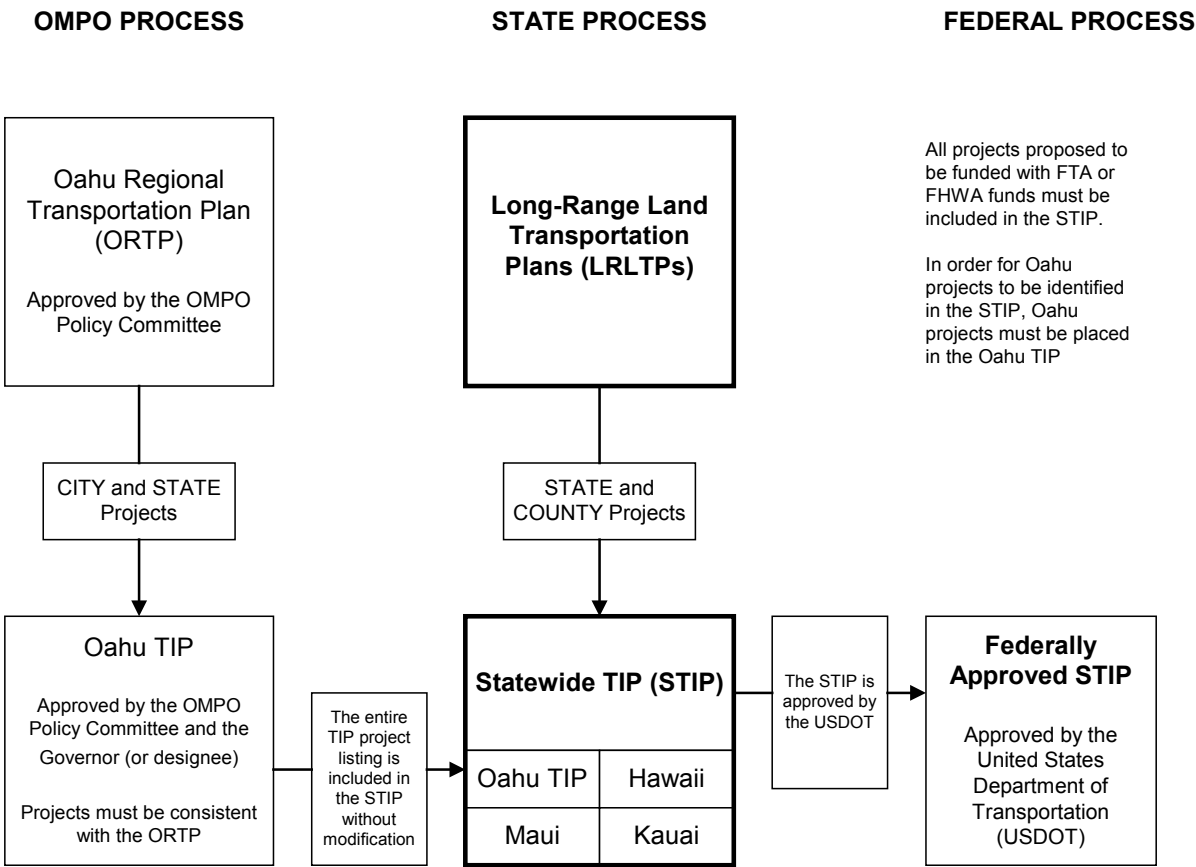 OMPO PROCESS
STATE PROCESS
FEDERAL PROCESS
Oahu Regional
Transportation Plan
(ORTP)
Approved by the OMPO
Policy Committee
Long-Range Land
Transportation
Plans (LRLTPs)
All projects proposed to
be funded with FTA or
FHWA funds must be
included in the STIP.
In order for Oahu
projects to be identified
in the STIP, Oahu
projects must be placed
in the Oahu TIP
CITY and STATE
Projects
STATE and
COUNTY Projects
Oahu TIP
Approved by the OMPO
Policy Committee and the
Governor (or designee)
Projects must be consistent
with the ORTP
The entire
TIP project
listing is
included in
the STIP
without
modification
Statewide TIP (STIP)
Oahu TIP
Hawaii
Maui
Kauai
The STIP is
approved by
the USDOT
Federally
Approved STIP
Approved by the
United States
Department of
Transportation
(USDOT)